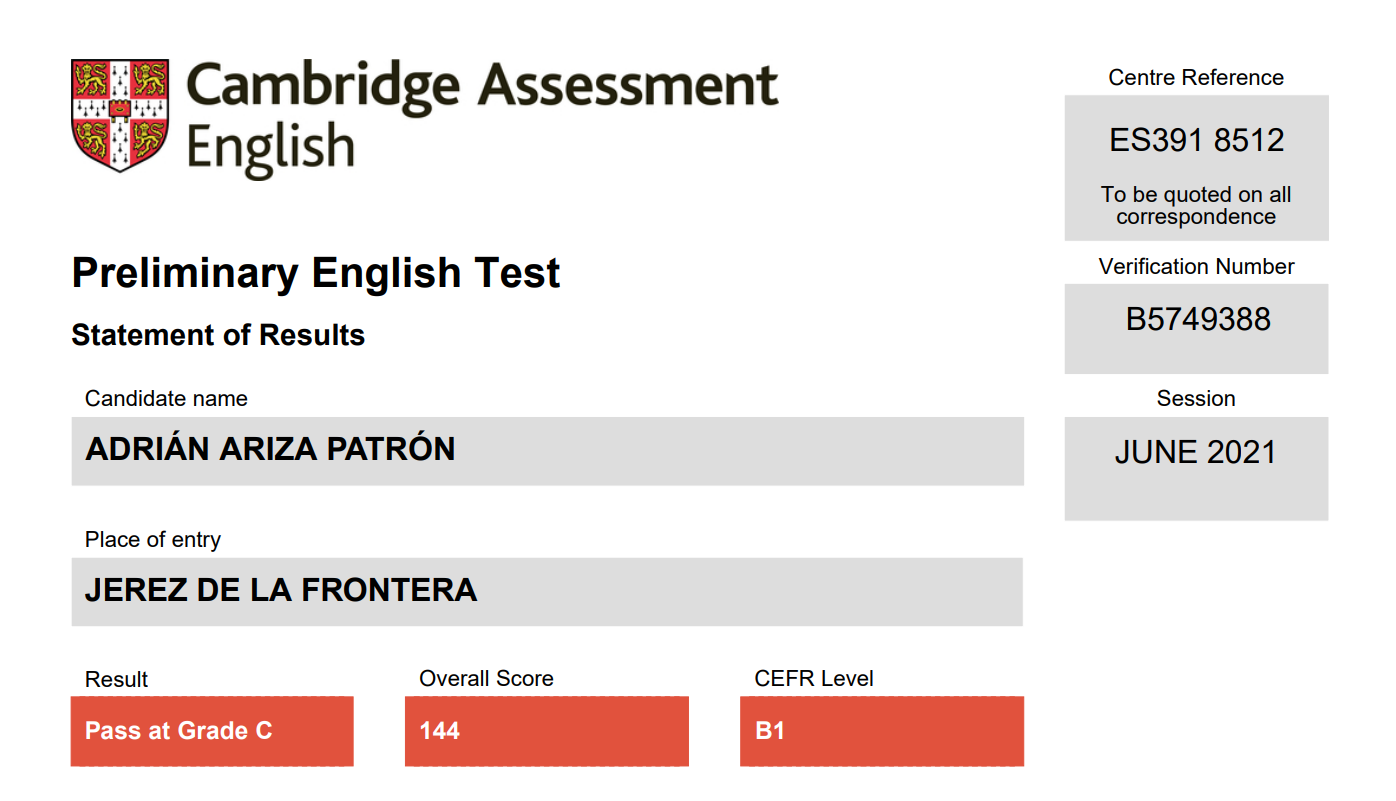 Cambridge Assessment
English
Centre Reference
ES391 8512
To be quoted on all
correspondence
Preliminary English Test
Verification Number
B5749388
Statement of Results
Candidate name
ADRIÁN ARIZA PATRÓN
Session
JUNE 2021
Place of entry
JEREZ DE LA FRONTERA
Result
Overall Score
CEFR Level
Pass at Grade C
144
B1